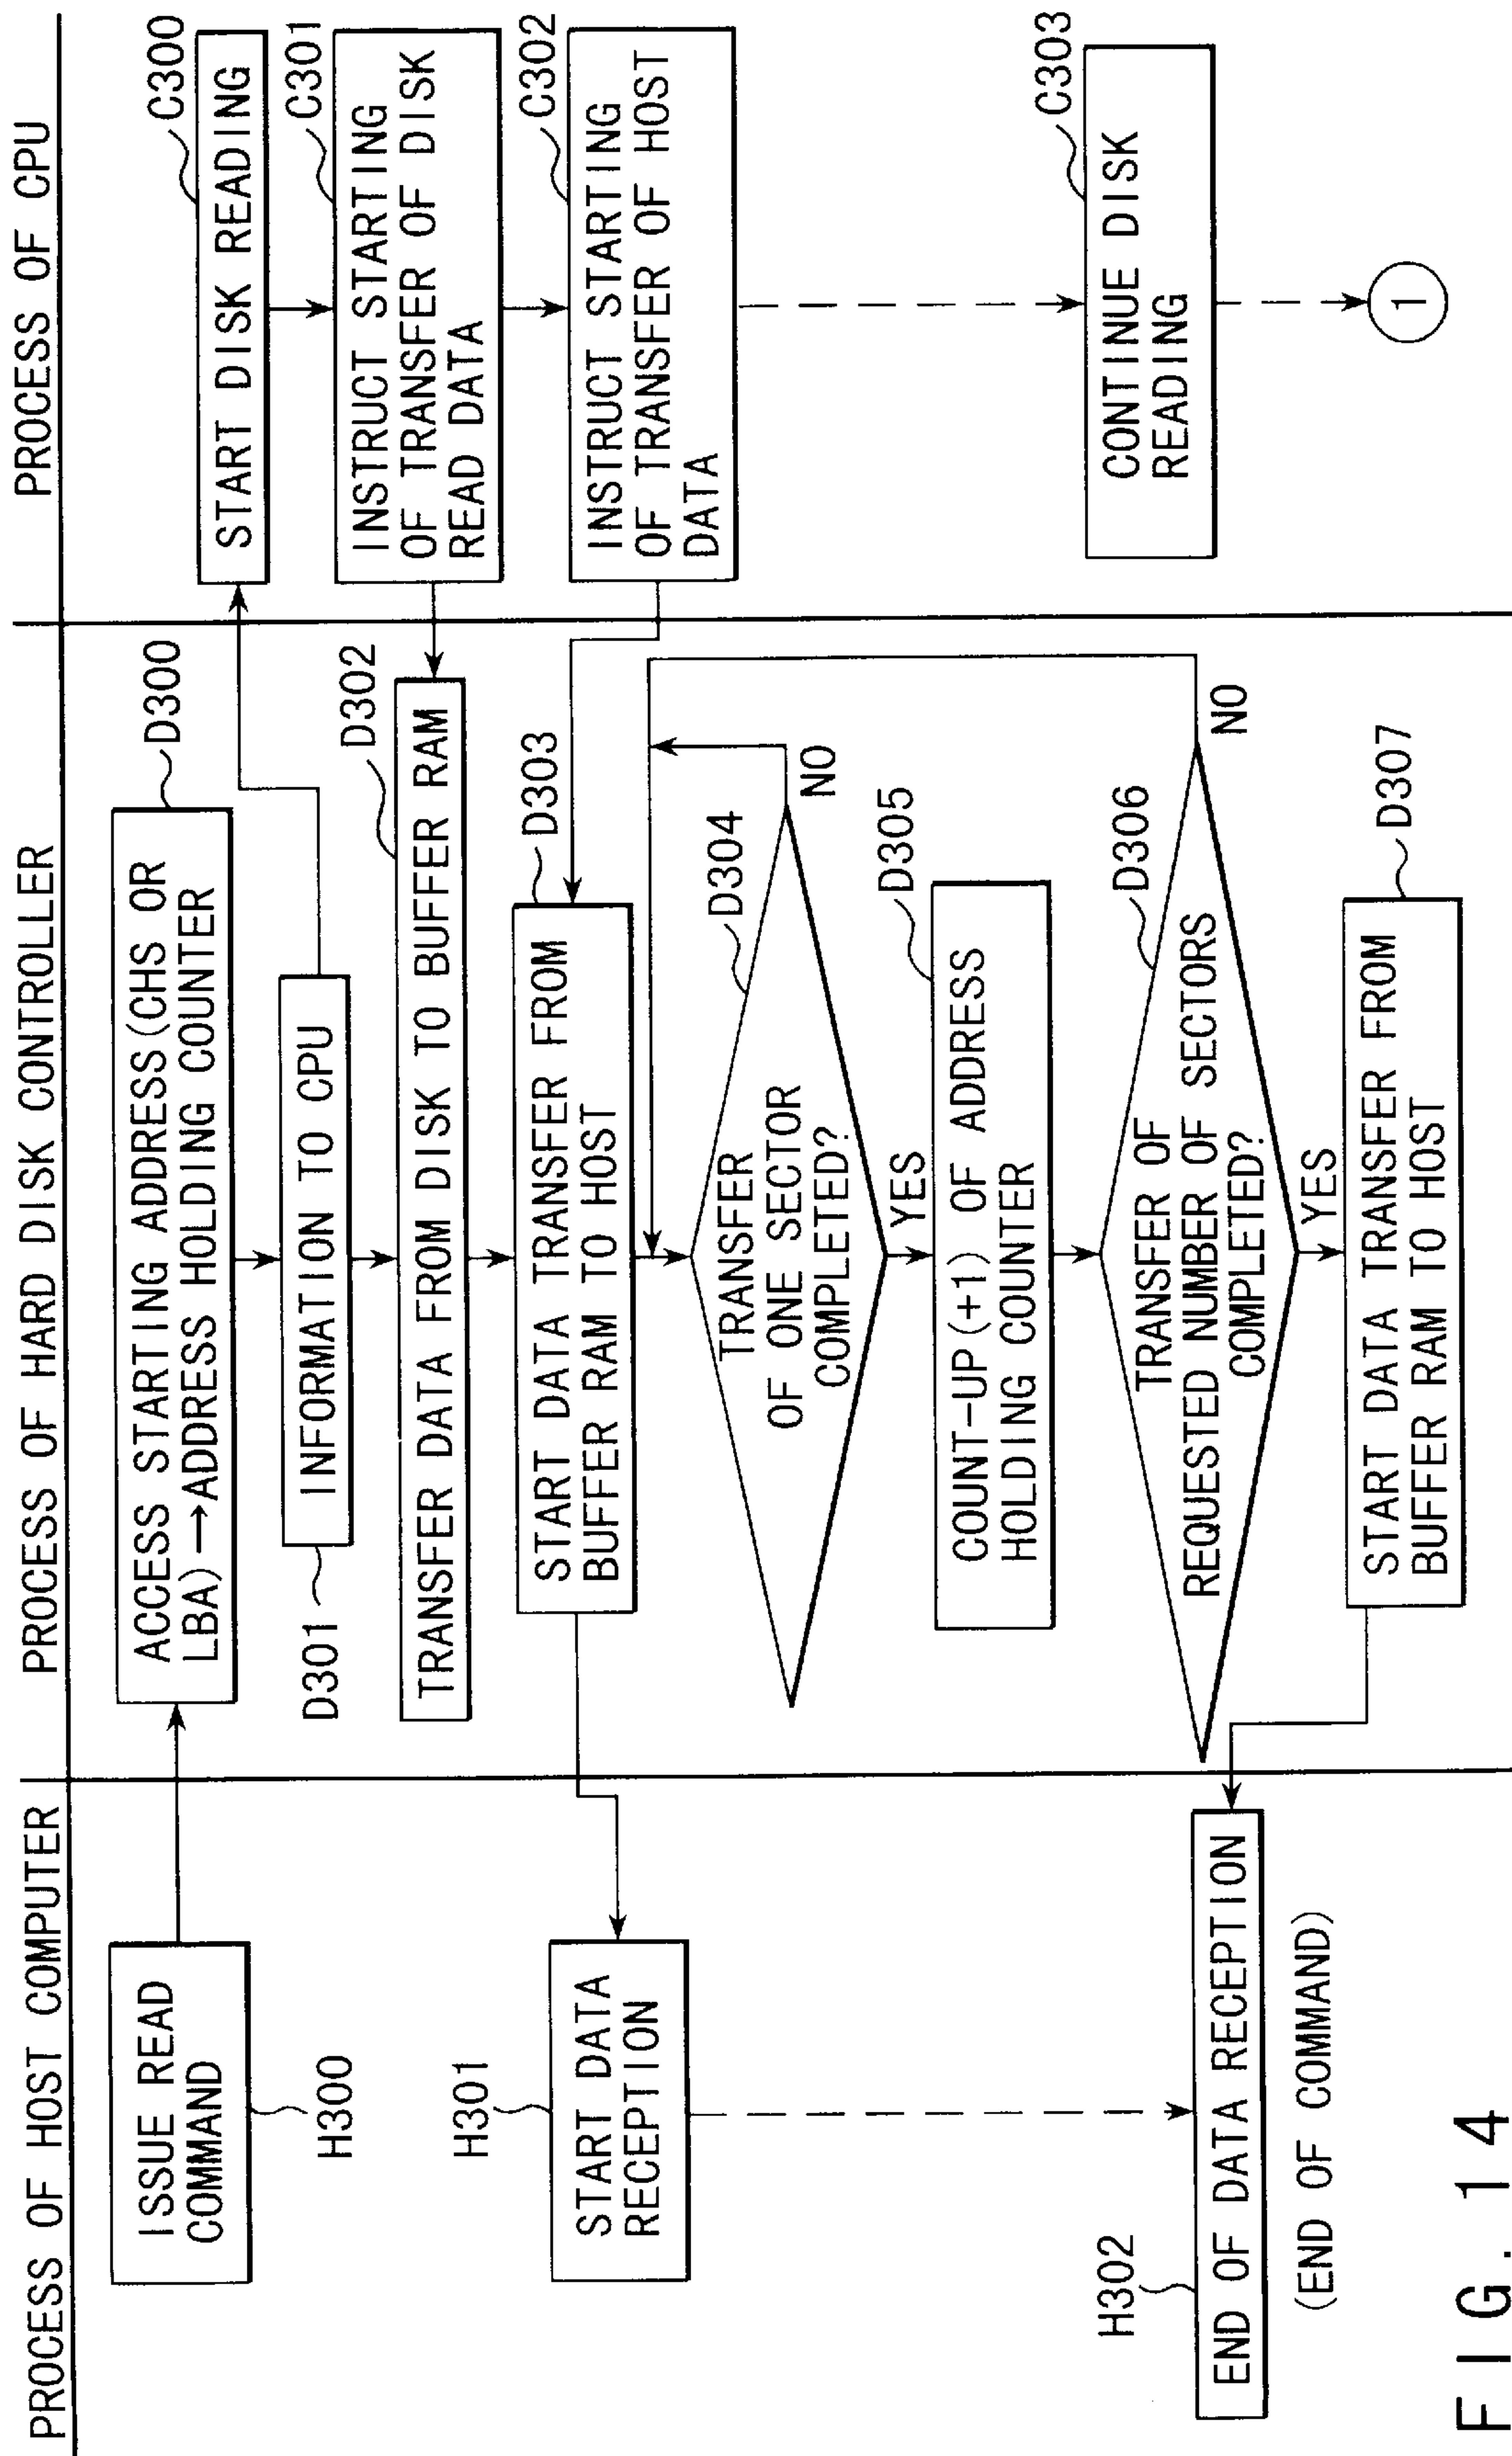 PROCESS OF HOST COMPUTER
PROCESS OF HARD DISK CONTROLLER
PROCESS OF CPU
ISSUE READ
COMMAND
H300
ACCESS STARTING ADDRESS(CHS OR
LBA)→ADDRESS HOLDING COUNTER
D300
INFORMATION TO CPU
D301
START DISK READING
C300
INSTRUCT STARTING
OF TRANSFER OF DISK
READ DATA
C301
TRANSFER DATA FROM DISK TO BUFFER RAM
D302
INSTRUCT STARTING
OF TRANSFER OF HOST
DATA
C302
START DATA TRANSFER FROM
BUFFER RAM TO HOST
D303
H301
START DATA
RECEPTION
TRANSFER
OF ONE SECTOR
COMPLETED?
D304
NO
YES
COUNT-UP(+1) OF ADDRESS
HOLDING COUNTER
D305
TRANSFER OF
REQUESTED NUMBER OF SECTORS
COMPLETED?
D306
NO
YES
START DATA TRANSFER FROM
BUFFER RAM TO HOST
D307
H302
END OF DATA RECEPTION
(END OF COMMAND)
CONTINUE DISK
READING
C303
1
FIG. 14